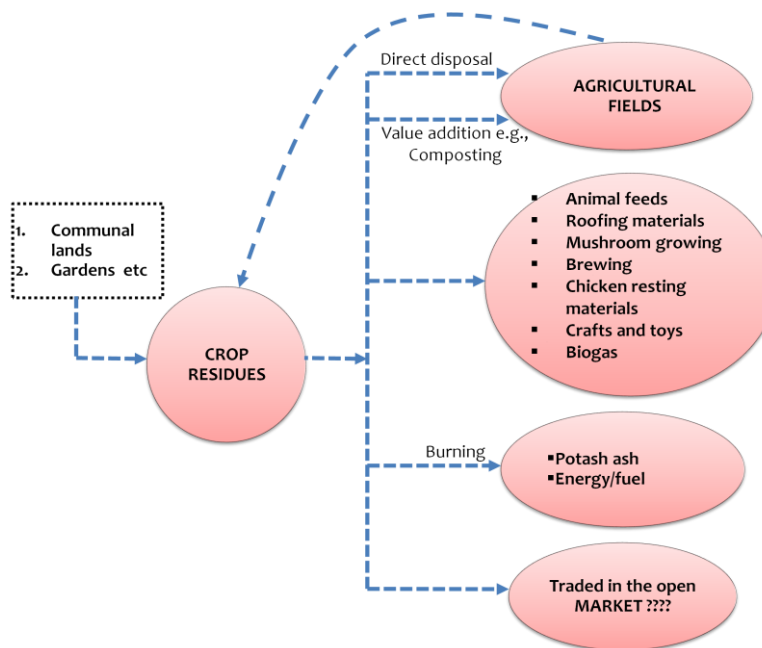 Direct disposal
AGRICULTURAL
FIELDS
Value addition e.g.,
Composting
1. Communal
lands
2. Gardens etc
CROP
RESIDUES
▪ Animal feeds
▪ Roofing materials
▪ Mushroom growing
▪ Brewing
▪ Chicken resting
materials
▪ Crafts and toys
▪ Biogas
Burning
▪Potash ash
▪Energy/fuel
Traded in the open
MARKET ????